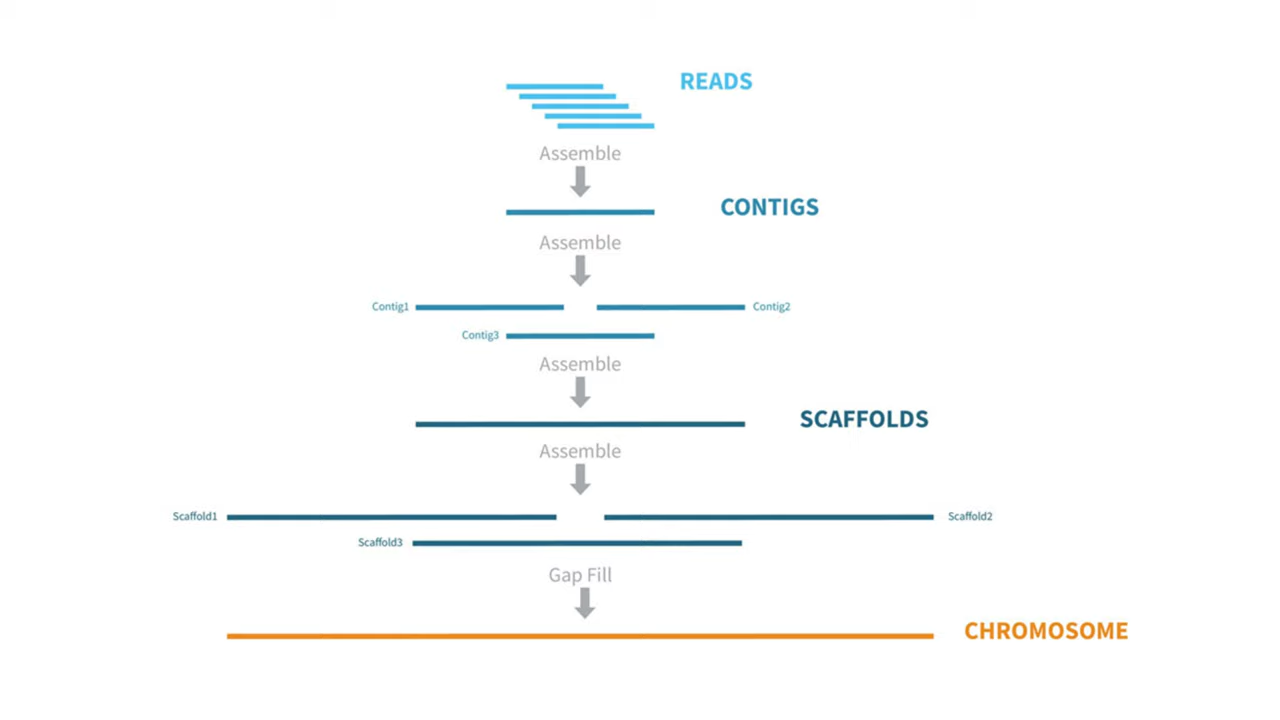 READS
Assemble
CONTIGS
Assemble
Contig1
Contig2
Contig3
Assemble
SCAFFOLDS
Assemble
Scaffold1
Scaffold2
Scaffold3
Gap Fill
CHROMOSOME